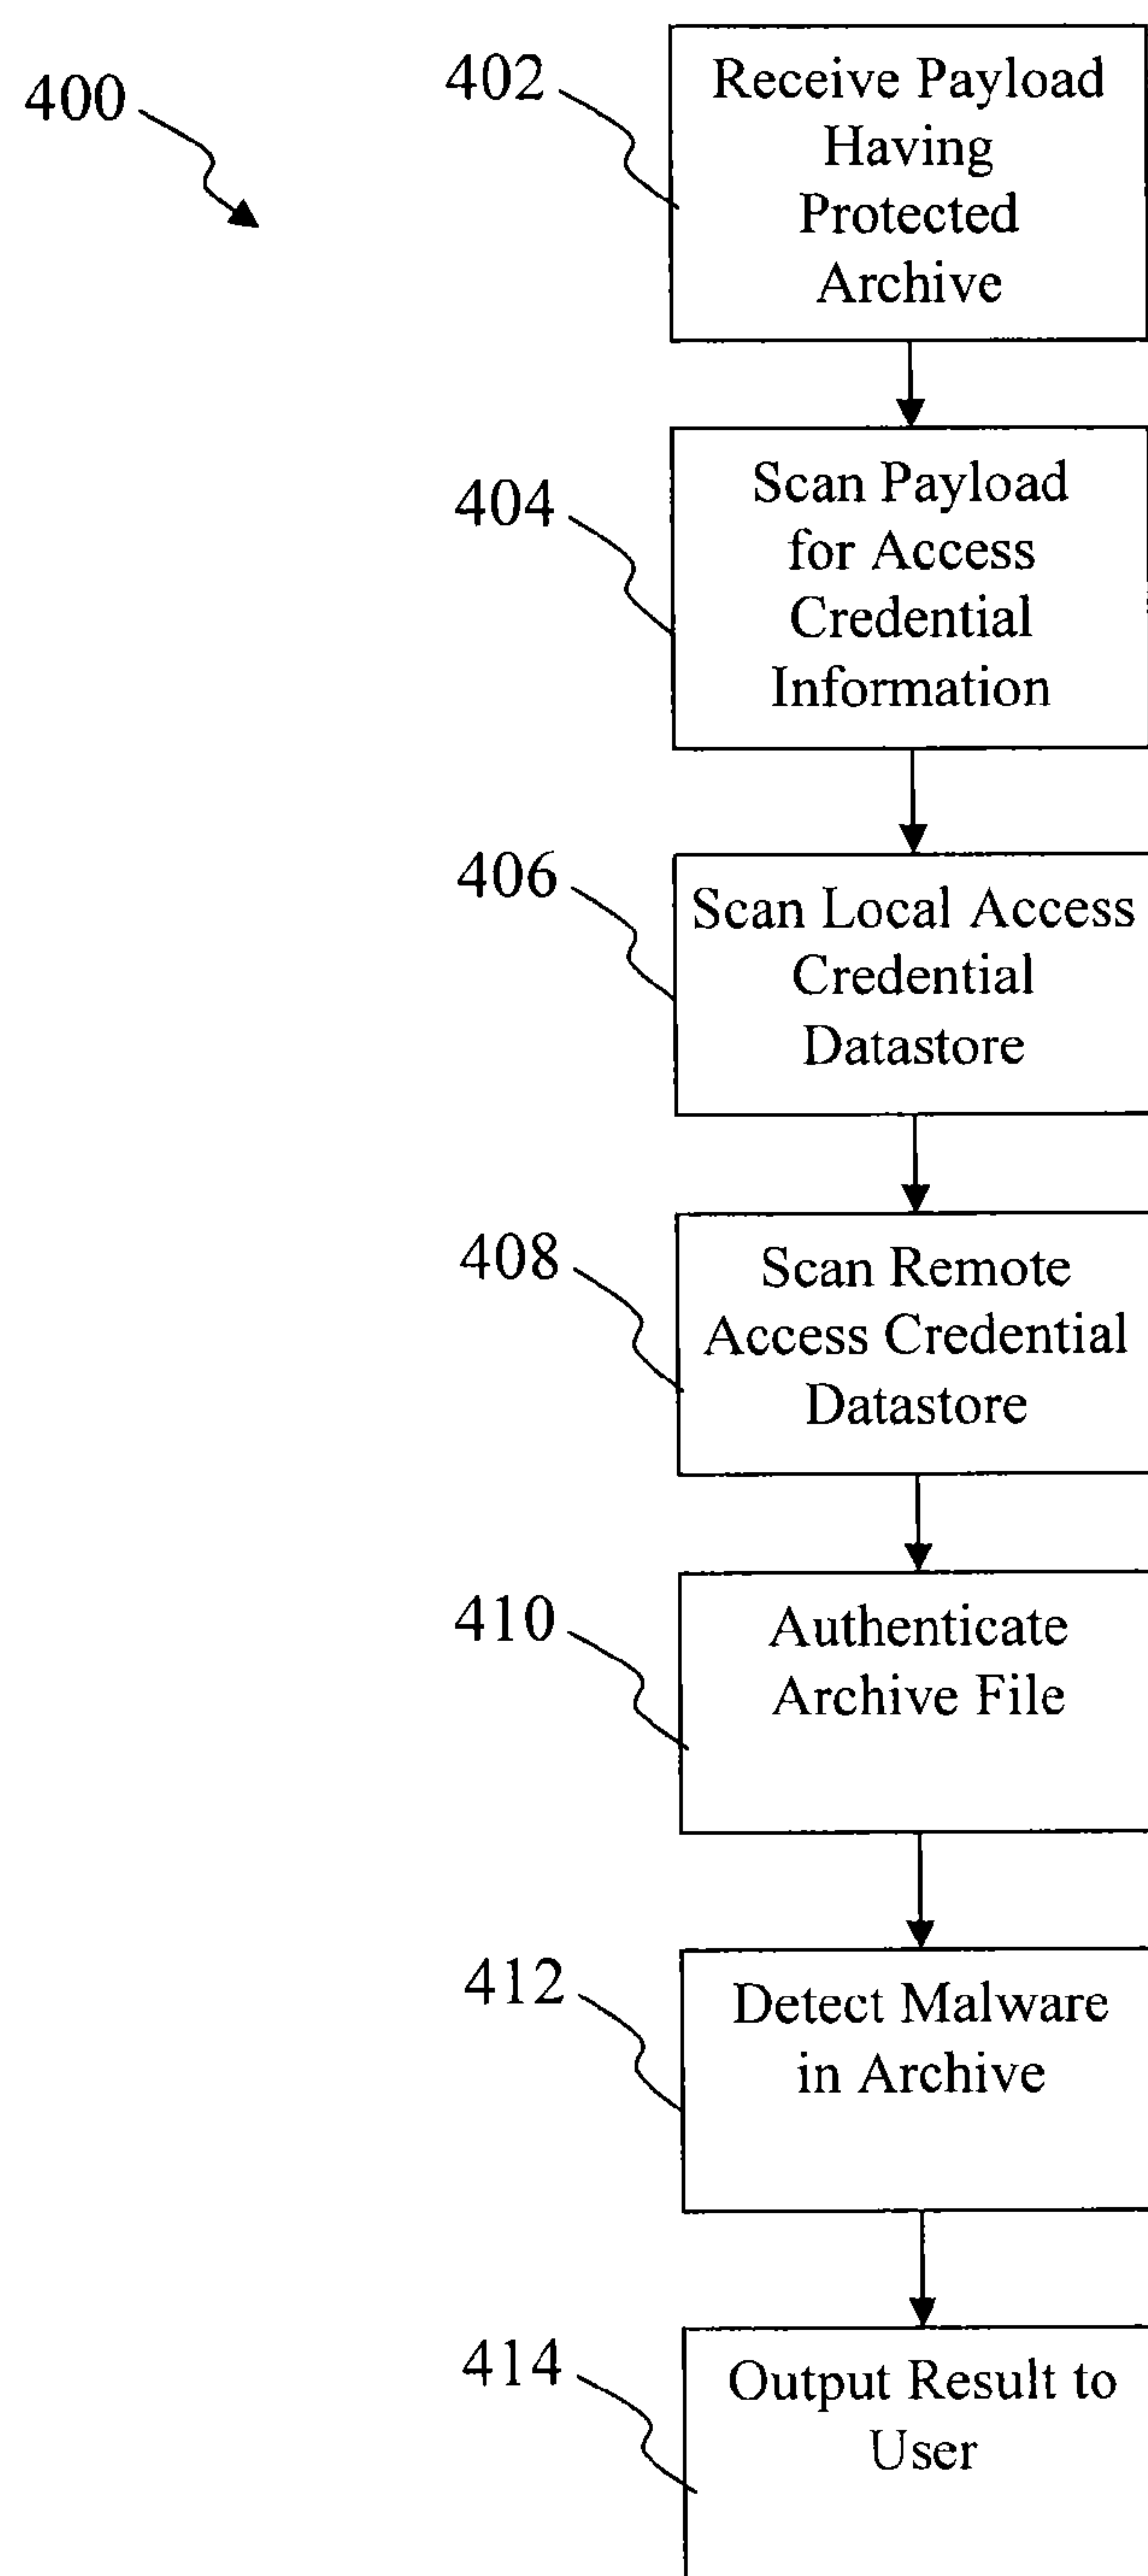 400
402
Receive Payload
Having
Protected
Archive
404
Scan Payload
for Access
Credential
Information
406
Scan Local Access
Credential
Datastore
408
Scan Remote
Access Credential
Datastore
410
Authenticate
Archive File
412
Detect Malware
in Archive
414
Output Result to
User